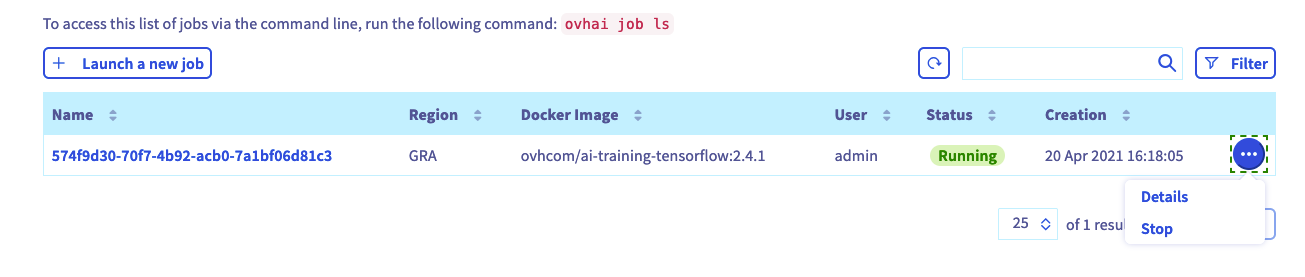 To access this list of jobs via the command line, run the following command: ovhai job ls
+ Launch a new job
Filter
Name Region Docker Image User Status Creation
574f9d30-70f7-4b92-acb0-7a1bf06d81c3 GRA ovhcom/ai-training-tensorflow:2.4.1 admin Running 20 Apr 2021 16:18:05
Details
25 of 1
Stop